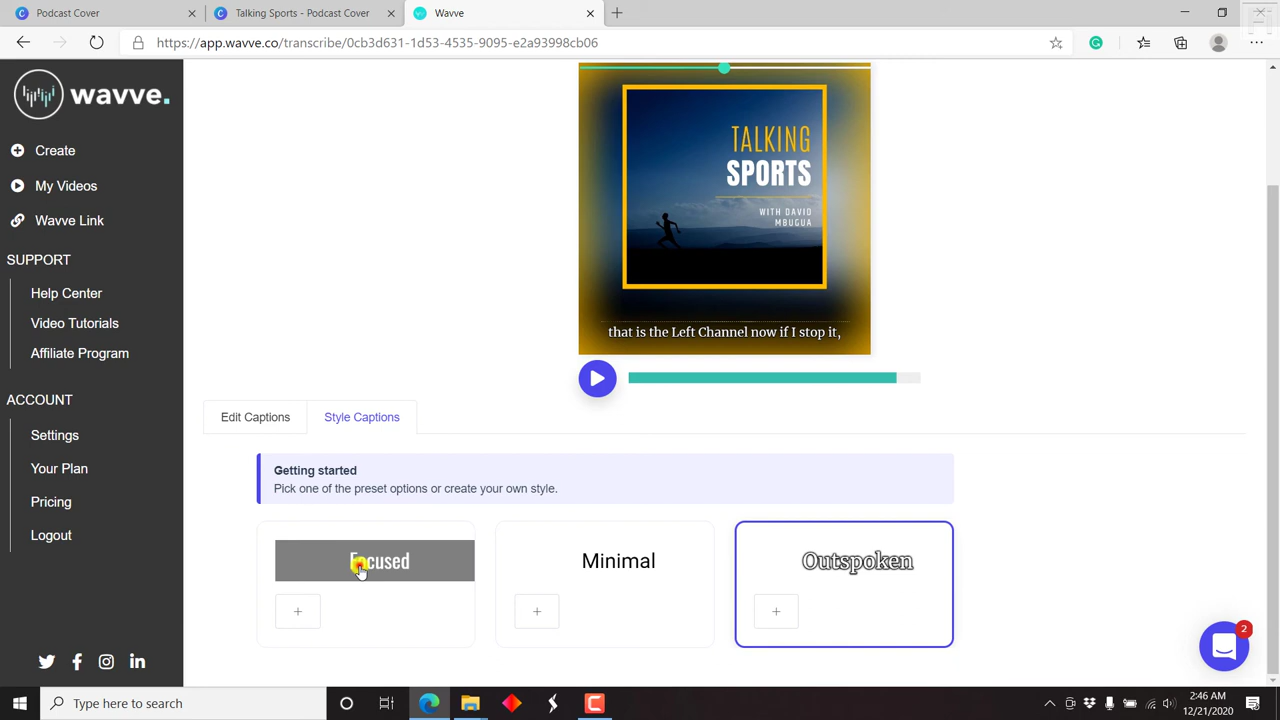 Podcast Cover
Talking Sports - Podcast Cover
Wavve
https://app.wavve.co/transcribe/0cb3d631-1d53-4535-9095-e2a93998cb06
wavve.
Create
My Videos
Wavve Link
SUPPORT
Help Center
Video Tutorials
Affiliate Program
ACCOUNT
Settings
Your Plan
Pricing
Logout
TALKING
SPORTS
WITH DAVID
MBUGUA
that is the Left Channel now if I stop it,
Edit Captions
Style Captions
Getting started
Pick one of the preset options or create your own style.
Focused
Minimal
Outspoken
+
+
+
2
Type here to search
2:46 AM
12/21/2020